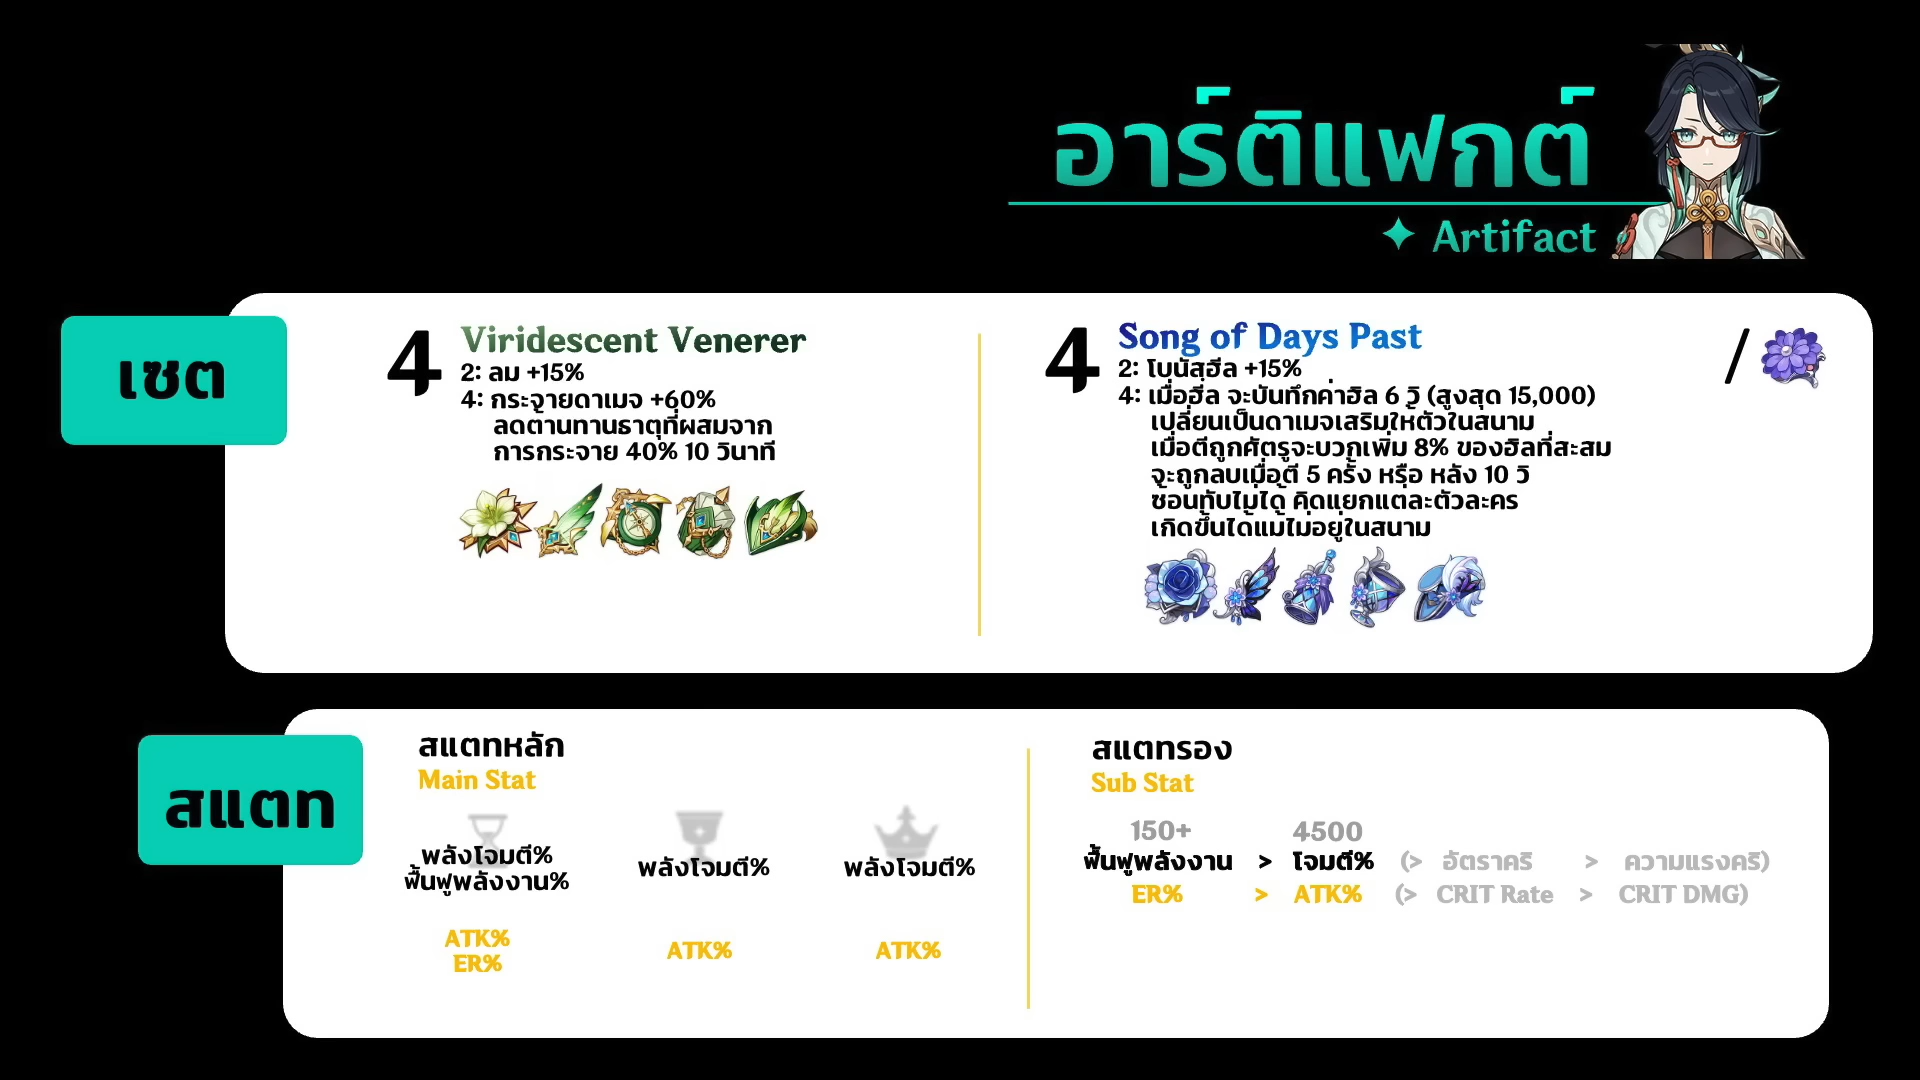 อาร์ติแฟกต์
✦ Artifact
เซต
4 Viridescent Venerer
2: ลม +15%
4: กระจายดาเมจ +60%
ลดต้านทานธาตุที่ผสมจาก
การกระจาย 40% 10 วินาที
4 Song of Days Past /
2: โบนัสฮีล +15%
4: เมื่อฮีล จะบันทึกค่าฮิล 6 วิ (สูงสุด 15,000)
เปลี่ยนเป็นดาเมจเสริมให้ตัวในสนาม
เมื่อตีถูกศัตรูจะบวกเพิ่ม 8% ของฮิลที่สะสม
จะถูกลบเมื่อตี 5 ครั้ง หรือ หลัง 10 วิ
ซ้อนทับไม่ได้ คิดแยกแต่ละตัวละคร
เกิดขึ้นได้แม้ไม่อยู่ในสนาม
สแตท
สแตทหลัก
Main Stat
พลังโจมตี%
ฟื้นฟูพลังงาน%
ATK%
ER%
พลังโจมตี%
ATK%
พลังโจมตี%
ATK%
สแตทรอง
Sub Stat
150+ 4500
ฟื้นฟูพลังงาน > โจมตี% (> อัตราคริ > ความแรงคริ)
ER% > ATK% (> CRIT Rate > CRIT DMG)